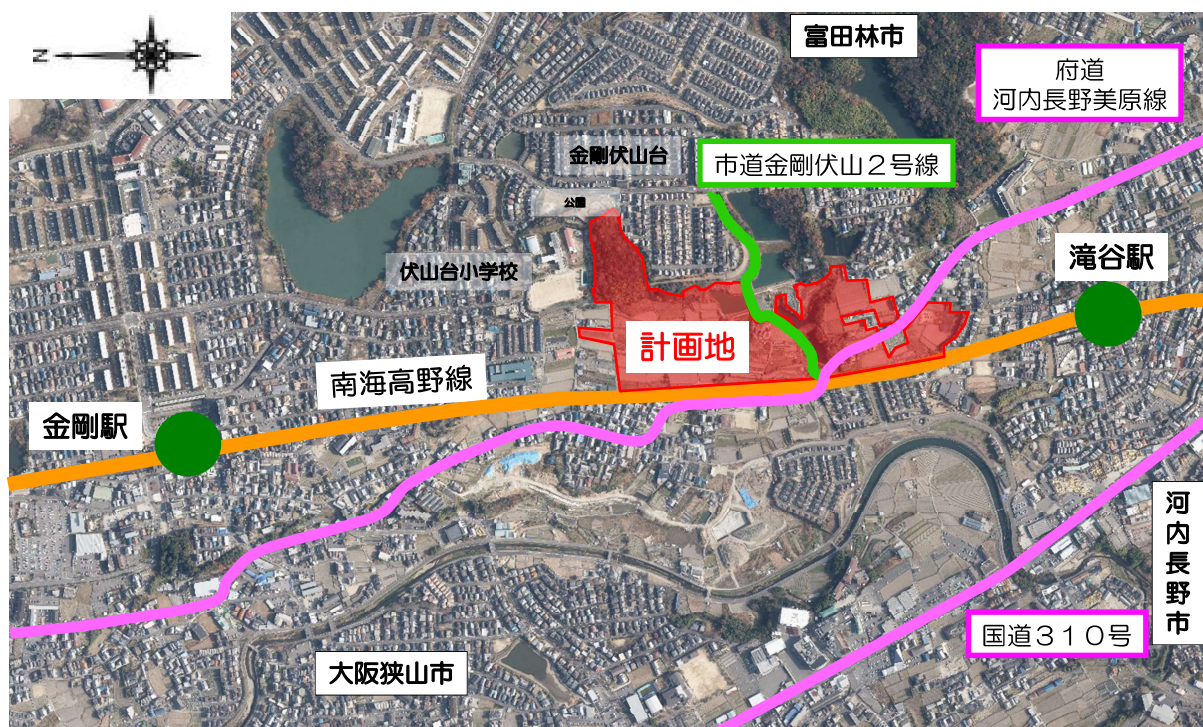 N
富田林市
府道
河内長野美原線
金剛伏山台
市道金剛伏山２号線
公園
伏山台小学校
滝谷駅
計画地
南海高野線
金剛駅
河内長野市
国道３１０号
大阪狭山市